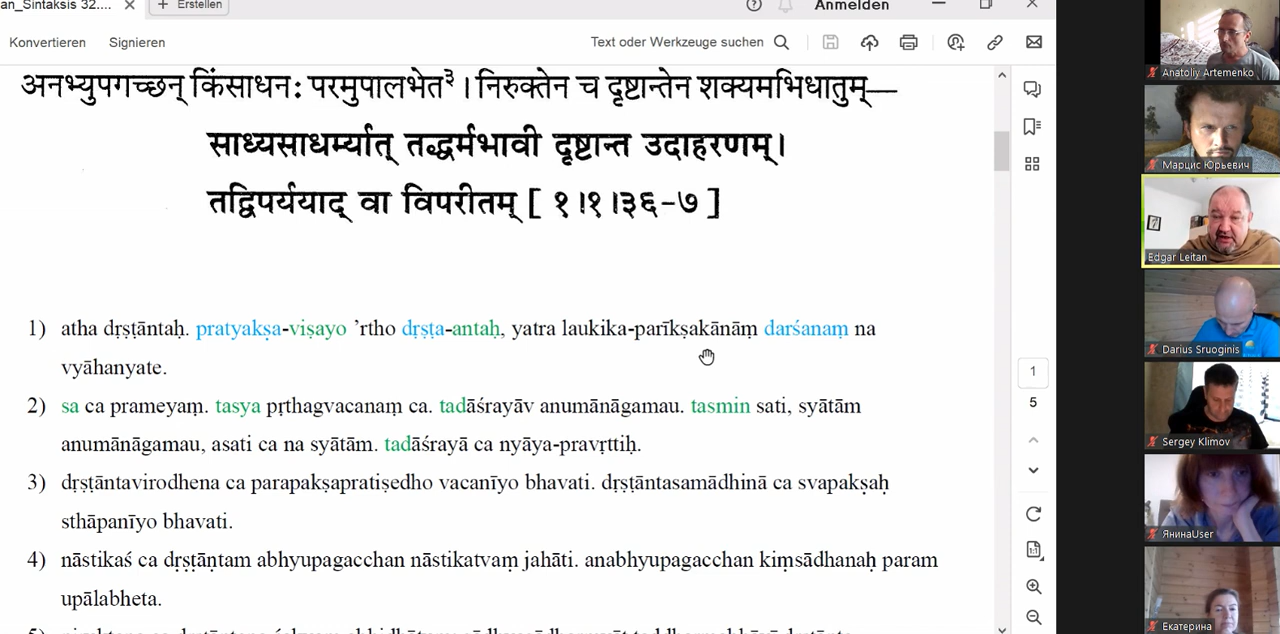 an_Sintaksis 32.... × + Erstellen Anmelden
Konvertieren Signieren Text oder Werkzeuge suchen
अनभ्युपगच्छन् किंसाधनः परमुपालभेत३ । निरुक्तेन च दृष्टान्तेन शक्यमभिधातुम्—
साध्यसाधर्म्यात् तद्धर्मभावी दृष्टान्त उदाहरणम्।
तद्विपर्ययाद् वा विपरीतम् [ १।१।३६-७ ]
1) atha dṛṣṭāntaḥ. pratyakṣa-viṣayo ’rtho dṛṣṭa-antaḥ, yatra laukika-parīkṣakāṇāṃ darśanaṃ na
vyāhanyate.
2) sa ca prameyaṃ. tasya pṛthagvacanaṃ ca. tadāśrayāv anumānāgamau. tasmin sati, syātām
anumānāgamau, asati ca na syātām. tadāśrayā ca nyāya-pravṛttiḥ.
3) dṛṣṭāntavirodhena ca parapakṣapratiṣedho vacanīyo bhavati. dṛṣṭāntasamādhinā ca svapakṣaḥ
sthāpanīyo bhavati.
4) nāstikaś ca dṛṣṭāṇtam abhyupagacchan nāstikatvaṃ jahāti. anabhyupagacchan kiṃsādhanaḥ param
upālabheta.
1
5
Anatoliy Artemenko
Марцис Юрьевич
Edgar Leitan
Darius Sruoginis
Sergey Klimov
ЯнинаUser
Екатерина